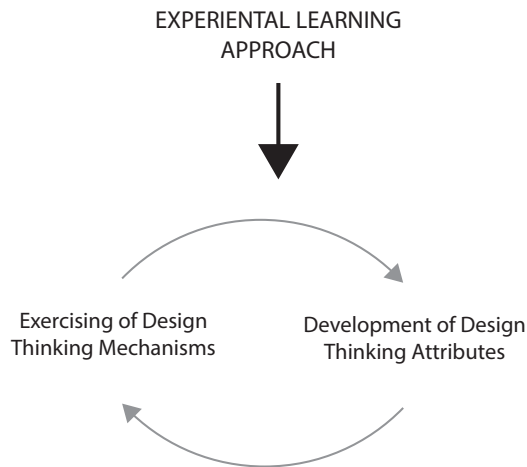 EXPERIENTAL LEARNING
APPROACH
Exercising of Design
Thinking Mechanisms
Development of Design
Thinking Attributes